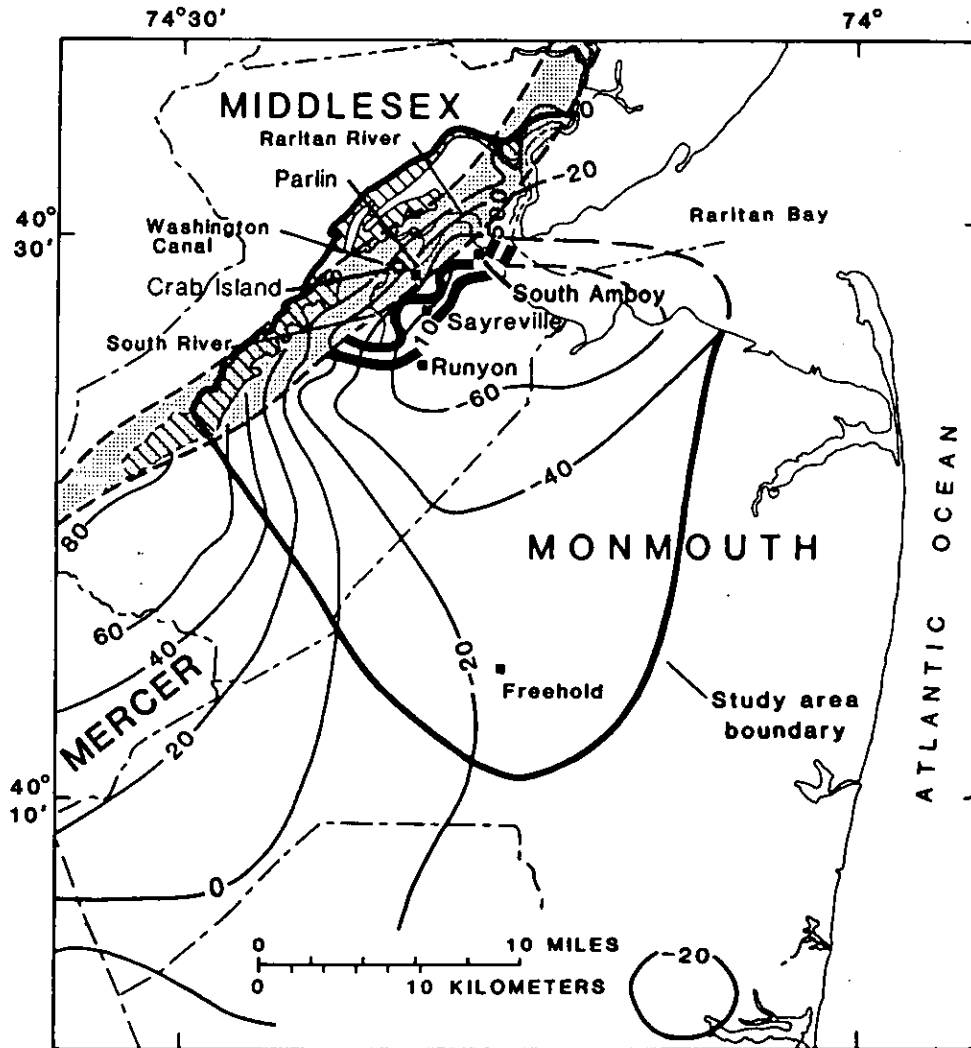 74°30'
74°
MIDDLESEX
Raritan River
Parlin
-20
40°
30'
Washington
Canal
Raritan Bay
Crab Island
South Amboy
Sayreville
South River
Runyon
-60
-40
80
MONMOUTH
60
40
-20
Freehold
MERCER
Study area
boundary
20
40°
10'
ATLANTIC OCEAN
0
0 10 MILES
0 10 KILOMETERS
-20